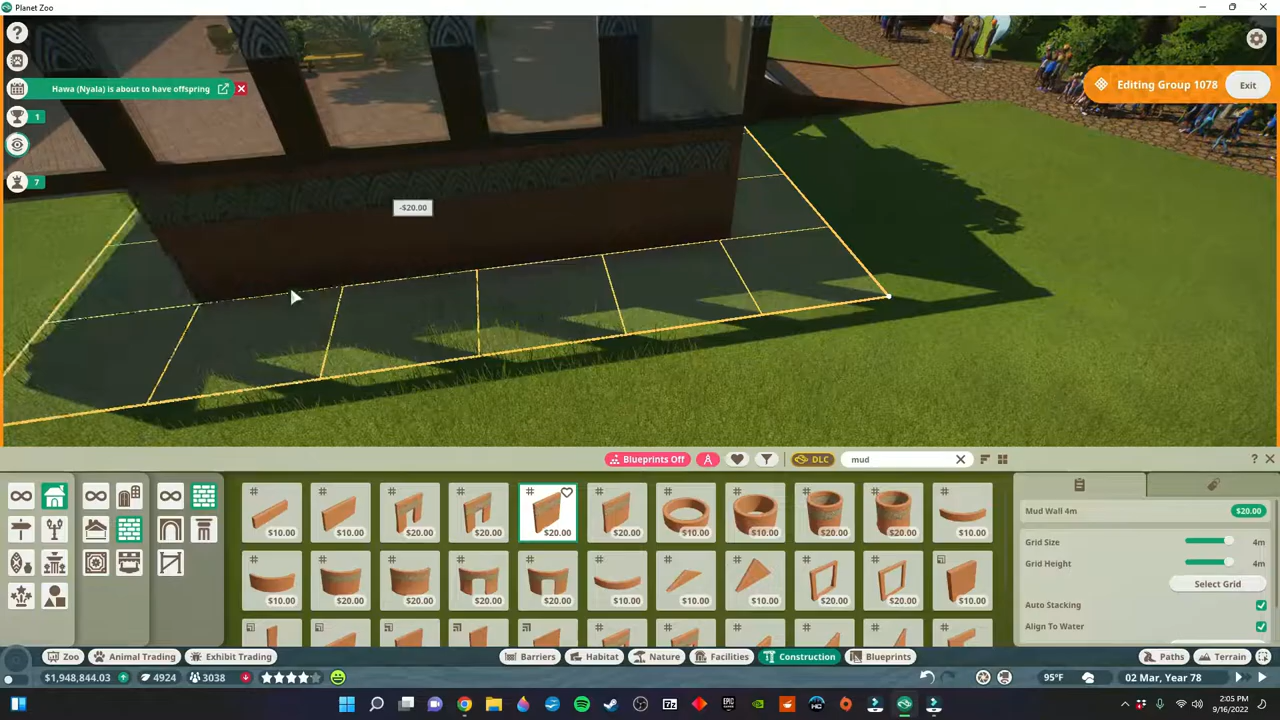 Planet Zoo
Hawa (Nyala) is about to have offspring
Editing Group 1078
Exit
1
7
-$20.00
Blueprints Off
DLC
mud
$10.00 $10.00 $20.00 $20.00 $20.00 $20.00 $10.00 $10.00 $20.00 $20.00 $10.00
$10.00 $20.00 $20.00 $20.00 $20.00 $10.00 $10.00 $10.00 $20.00 $20.00 $10.00
Mud Wall 4m
$20.00
Grid Size
4m
Grid Height
4m
Select Grid
Auto Stacking
Align To Water
Zoo Animal Trading Exhibit Trading Barriers Habitat Nature Facilities Construction Blueprints Paths Terrain
$1,948,844.03 4924 3038 95°F 02 Mar, Year 78
2:05 PM
9/16/2022